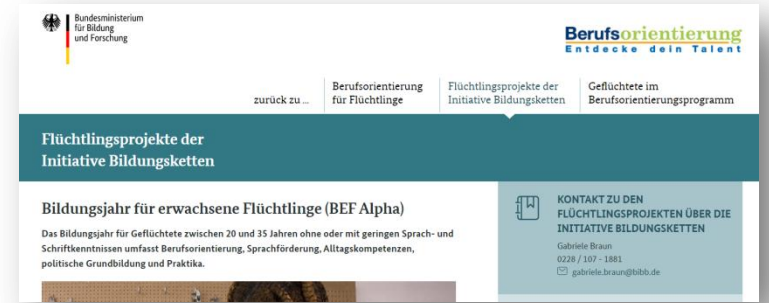 Bundesministerium
für Bildung
und Forschung
Berufsorientierung
Entdecke dein Talent
zurück zu ...
Berufsorientierung
für Flüchtlinge
Flüchtlingsprojekte der
Initiative Bildungsketten
Geflüchtete im
Berufsorientierungsprogramm
Flüchtlingsprojekte der
Initiative Bildungsketten
Bildungsjahr für erwachsene Flüchtlinge (BEF Alpha)
Das Bildungsjahr für Geflüchtete zwischen 20 und 35 Jahren ohne oder mit geringen Sprach- und
Schriftkenntnissen umfasst Berufsorientierung, Sprachförderung, Alltagskompetenzen,
politische Grundbildung und Praktika.
KONTAKT ZU DEN
FLÜCHTLINGSPROJEKTEN ÜBER DIE
INITIATIVE BILDUNGSKETTEN
Gabriele Braun
0228 / 107 - 1881
gabriele.braun@bibb.de